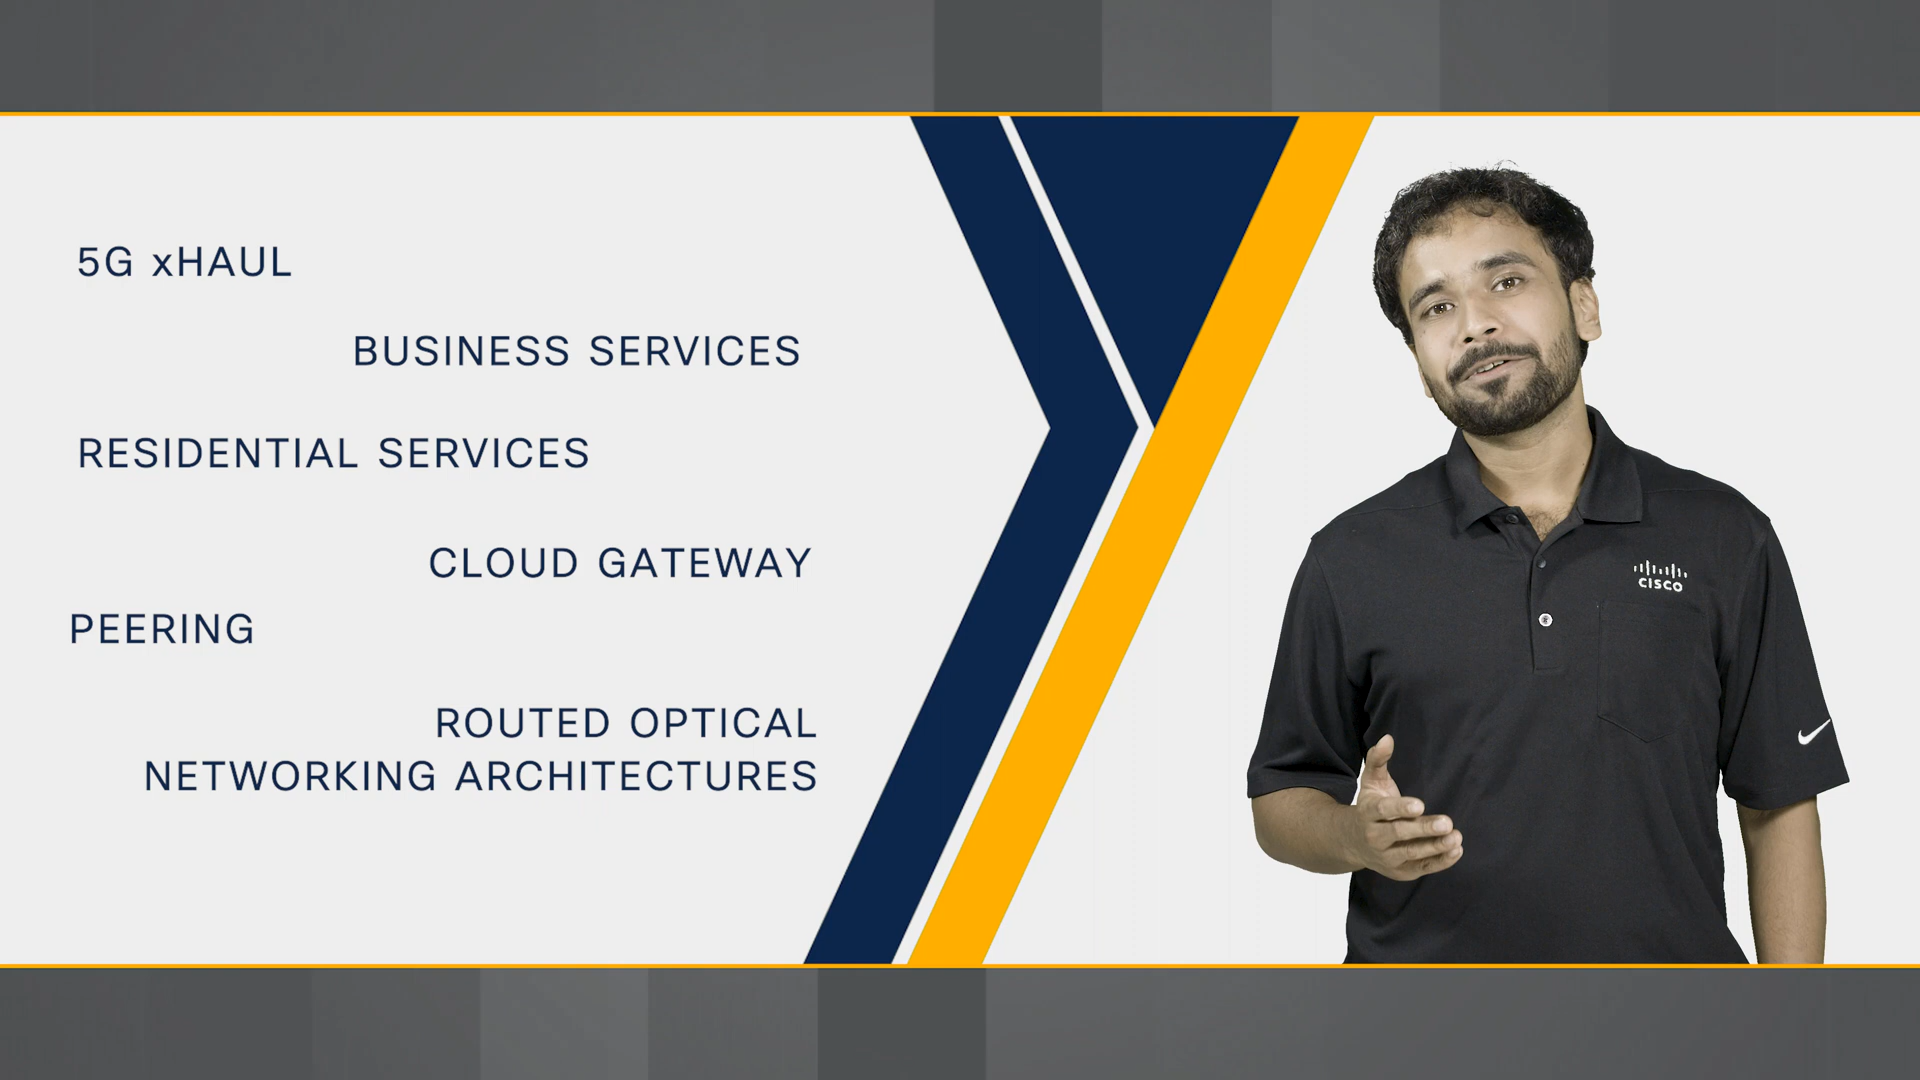 5G xHAUL
BUSINESS SERVICES
RESIDENTIAL SERVICES
CLOUD GATEWAY
PEERING
ROUTED OPTICAL
NETWORKING ARCHITECTURES
CISCO